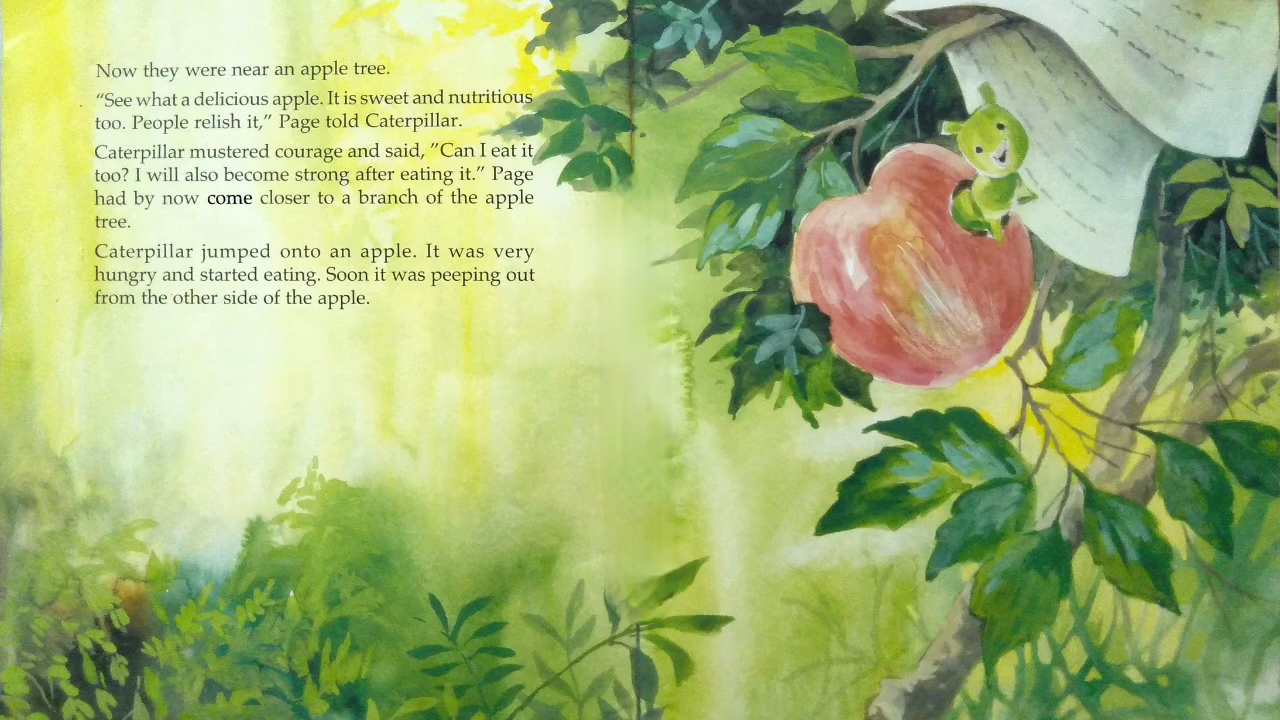 Now they were near an apple tree.
“See what a delicious apple. It is sweet and nutritious
too. People relish it,” Page told Caterpillar.
Caterpillar mustered courage and said, ”Can I eat it
too? I will also become strong after eating it.” Page
had by now come closer to a branch of the apple
tree.
Caterpillar jumped onto an apple. It was very
hungry and started eating. Soon it was peeping out
from the other side of the apple.